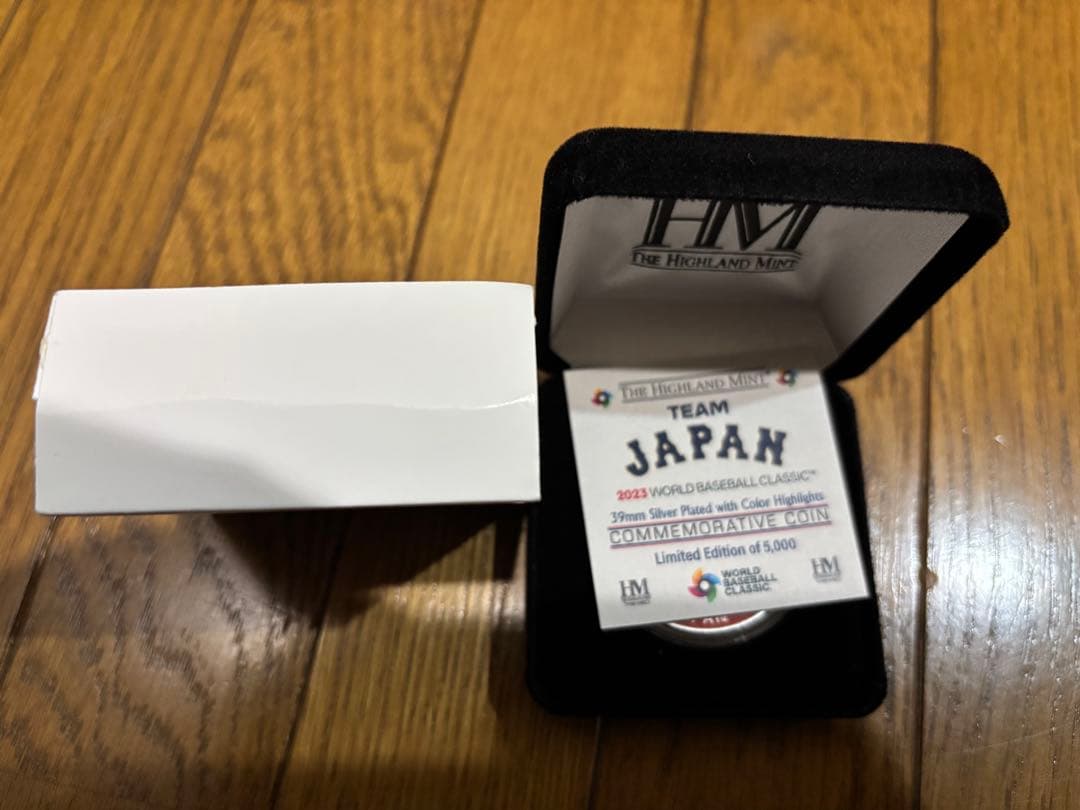 HM
THE HIGHLAND MINT
THE HIGHLAND MINT
TEAM
JAPAN
2023 WORLD BASEBALL CLASSIC™
39mm Silver Plated with Color Highlights
COMMEMORATIVE COIN
Limited Edition of 5,000
HM
WORLD
BASEBALL
CLASSIC
HM